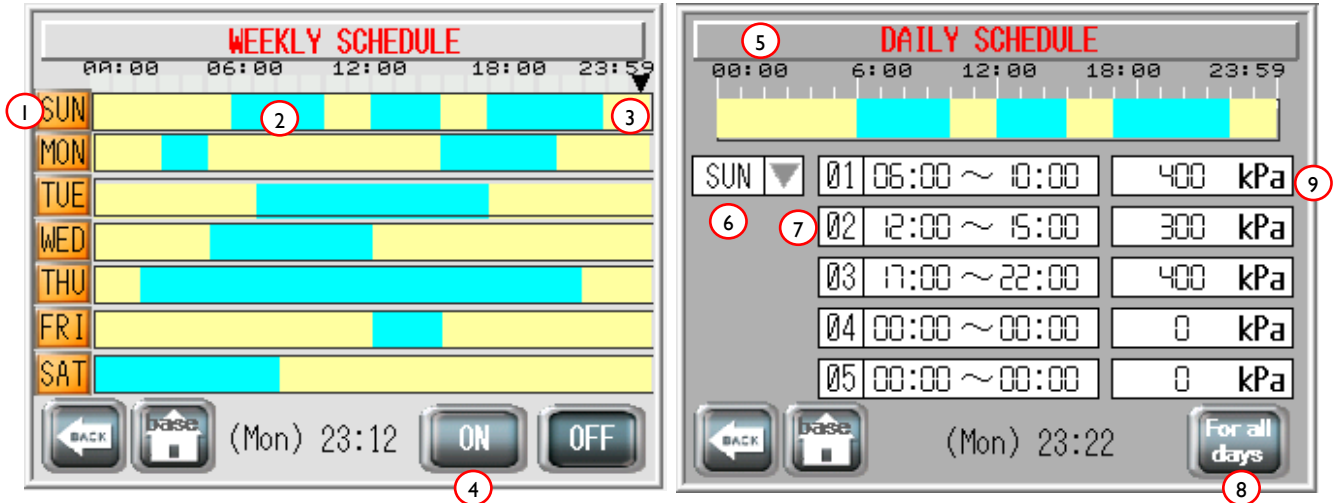 WEEKLY SCHEDULE
00:00 06:00 12:00 18:00 23:59
1 SUN 2 3
MON
TUE
WED
THU
FRI
SAT
BACK base (Mon) 23:12 ON OFF
4
5 DAILY SCHEDULE
00:00 6:00 12:00 18:00 23:59
SUN 01 06:00 ~ 10:00 400 kPa 9
6 7 02 12:00 ~ 15:00 300 kPa
03 17:00 ~ 22:00 400 kPa
04 00:00 ~ 00:00 0 kPa
05 00:00 ~ 00:00 0 kPa
BACK base (Mon) 23:22 For all
days
8